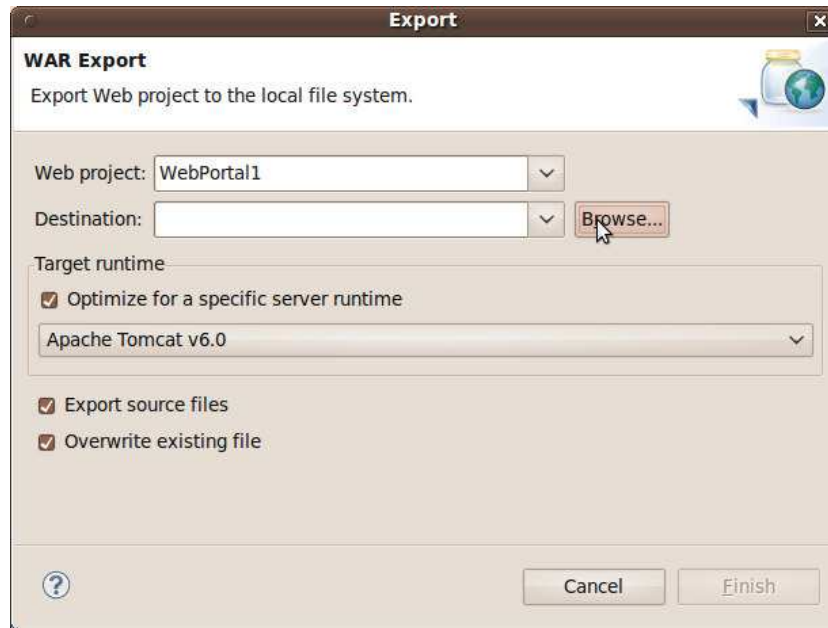 Export
WAR Export
Export Web project to the local file system.
Web project: WebPortal1
Destination: Browse...
Target runtime
Optimize for a specific server runtime
Apache Tomcat v6.0
Export source files
Overwrite existing file
? Cancel Finish